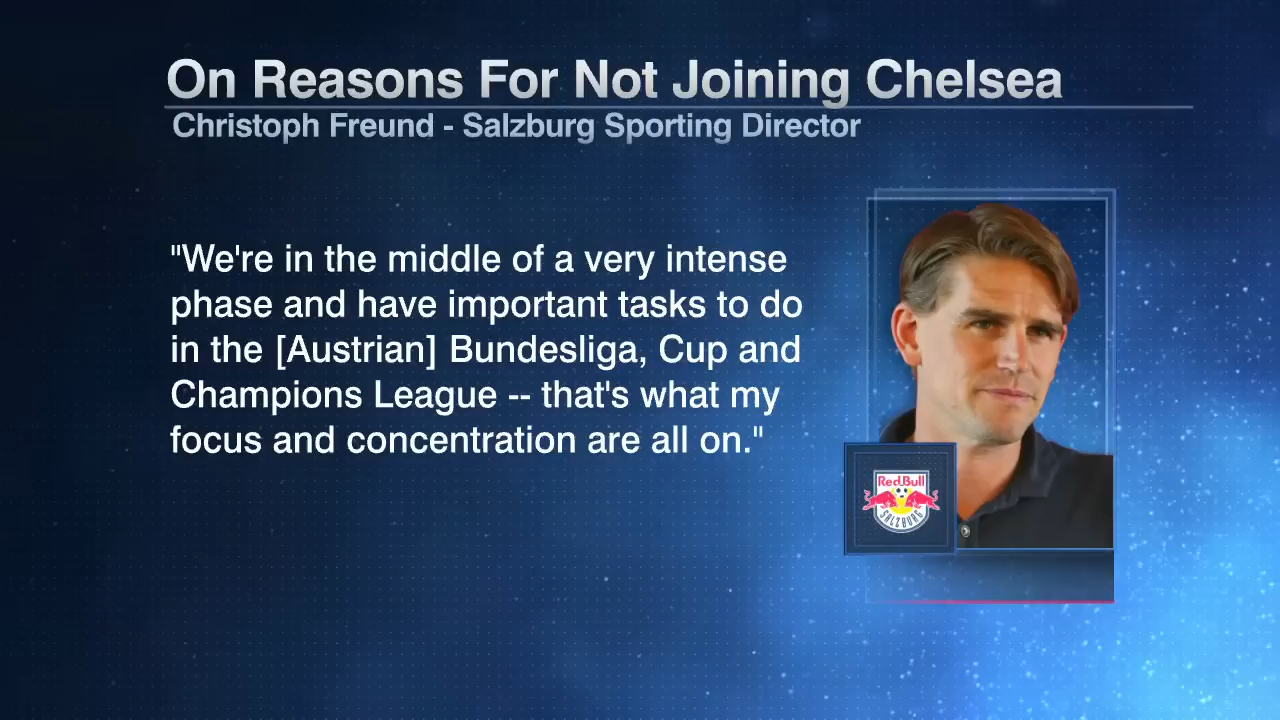 On Reasons For Not Joining Chelsea
Christoph Freund - Salzburg Sporting Director
"We're in the middle of a very intense
phase and have important tasks to do
in the [Austrian] Bundesliga, Cup and
Champions League -- that's what my
focus and concentration are all on."
Red Bull
SALZBURG